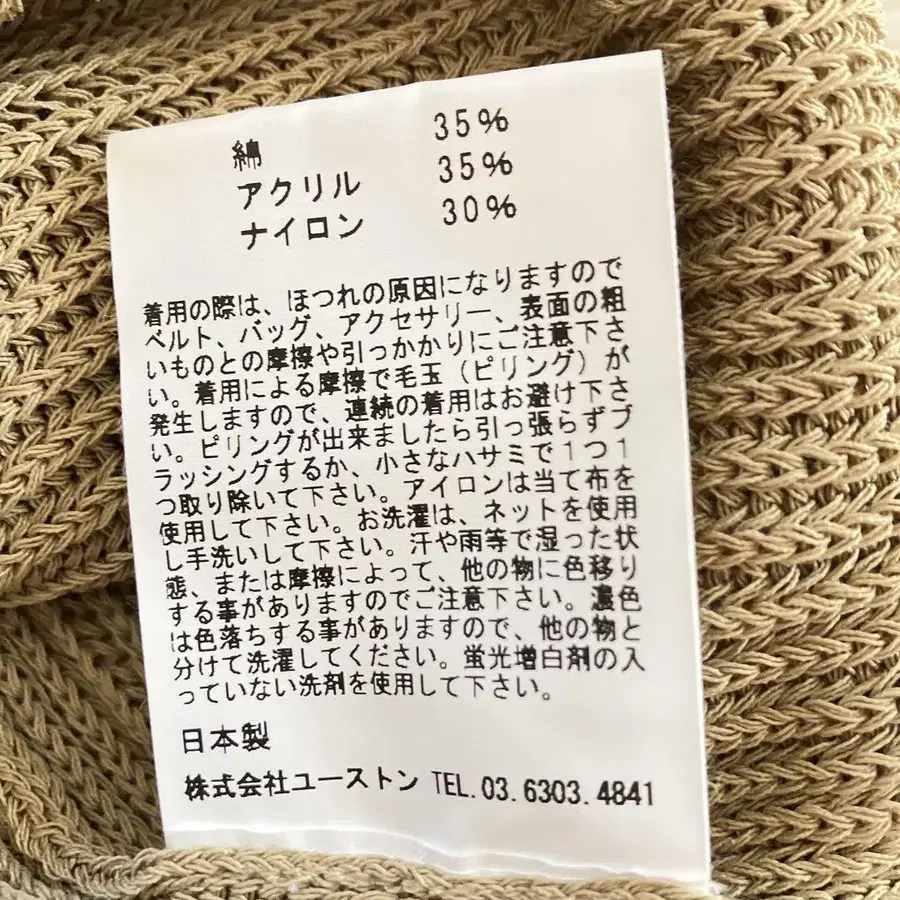 綿 35%
アクリル 35%
ナイロン 30%
着用の際は、ほつれの原因になりますので
ベルト、バッグ、アクセサリー、表面の粗
いものとの摩擦や引っかかりにご注意下さ
い。着用による摩擦で毛玉(ピリング)が
発生しますので、連続の着用はお避け下さ
い。ピリングが出来ましたら引っ張らずブ
ラッシングするか、小さなハサミで1つ1
つ取り除いて下さい。アイロンは当て布を
使用して下さい。お洗濯は、ネットを使用
し手洗いして下さい。汗や雨等で湿った状
態、または摩擦によって、他の物に色移り
する事がありますのでご注意下さい。濃色
は色落ちする事がありますので、他の物と
分けて洗濯してください。蛍光増白剤の入
っていない洗剤を使用して下さい。
日本製
株式会社ユーストン TEL.03.6303.4841